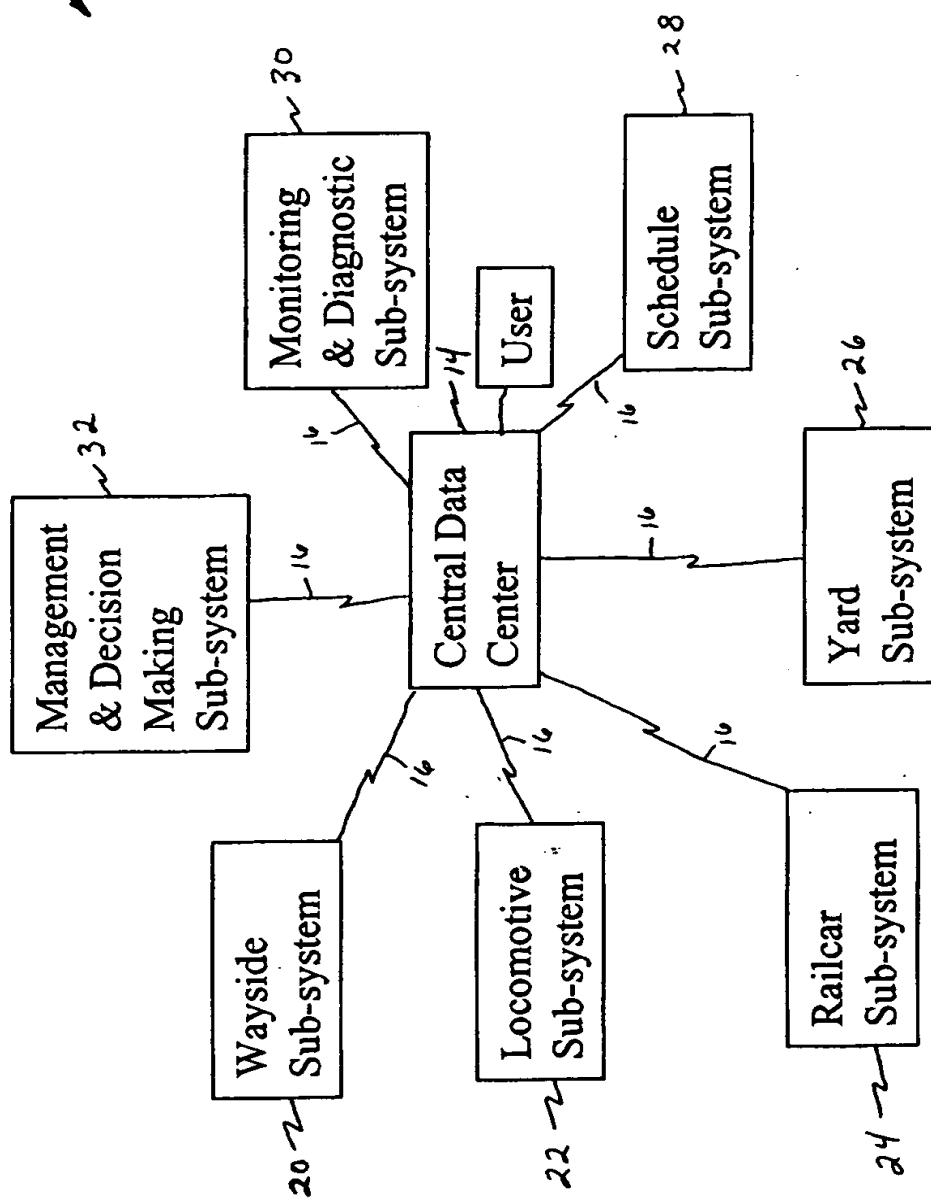 Management
& Decision
Making
Sub-system
32
16
Monitoring
& Diagnostic
Sub-system
30
16
Wayside
Sub-system
20
16
Central Data
Center
14
User
Locomotive
Sub-system
22
16
Schedule
Sub-system
28
16
Railcar
Sub-system
24
16
Yard
Sub-system
26
16